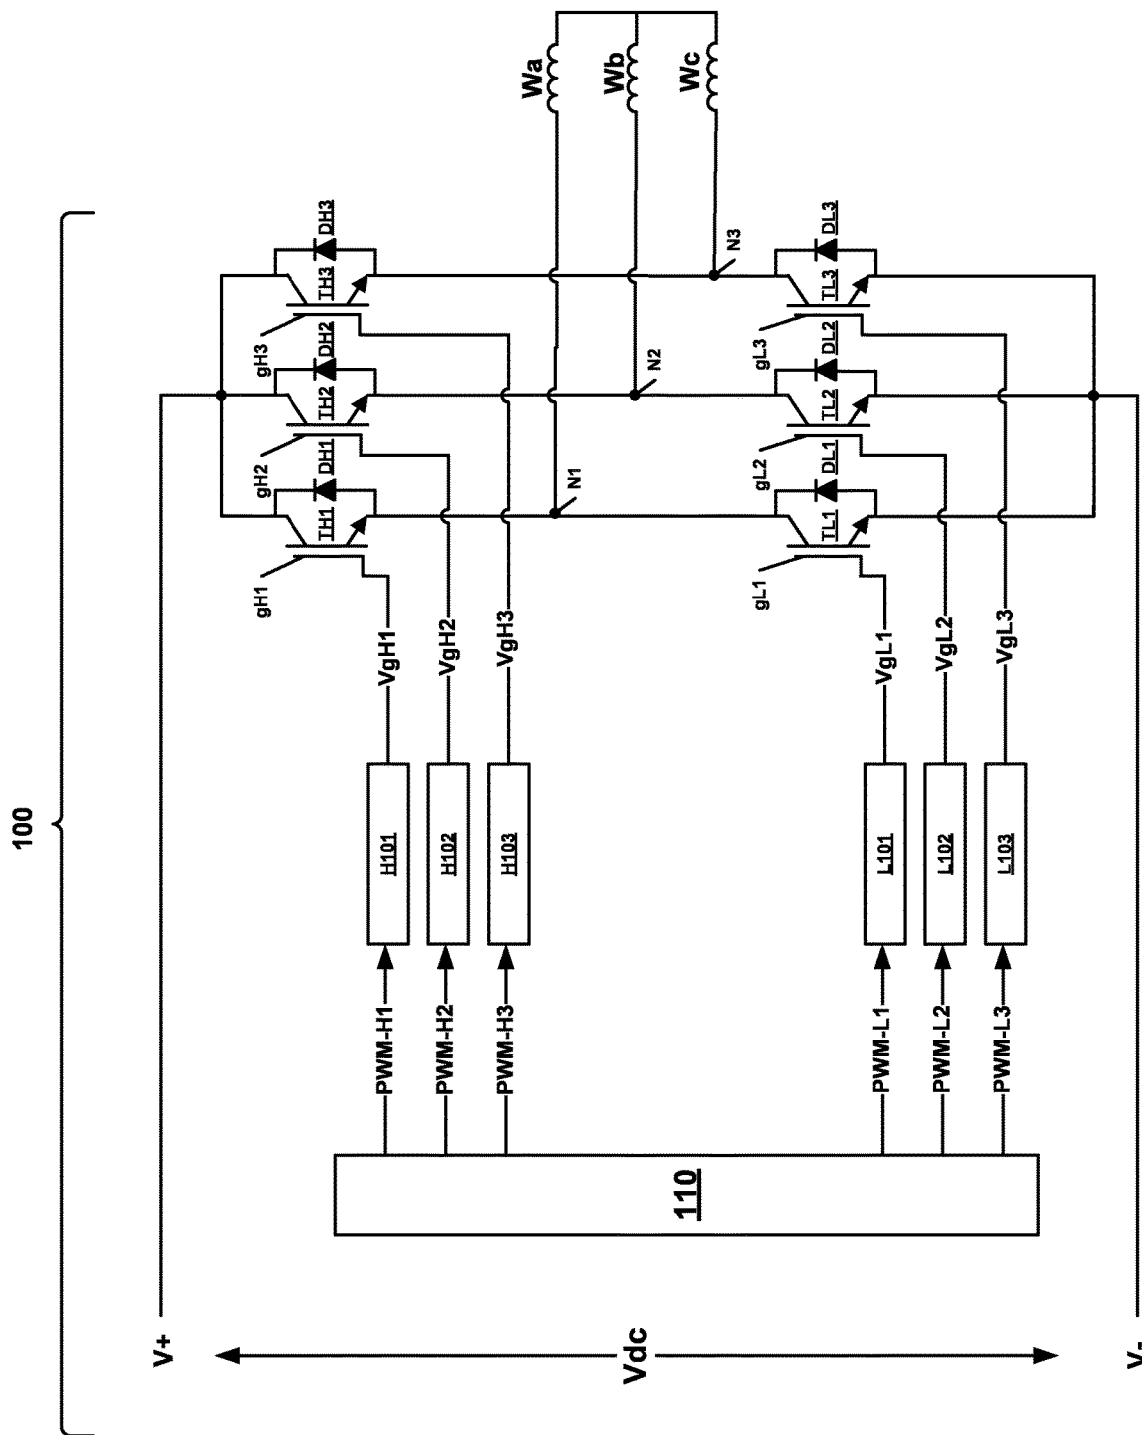 100
V+
Vdc
V-
110
PWM-H1
PWM-H2
PWM-H3
PWM-L1
PWM-L2
PWM-L3
H101
H102
H103
L101
L102
L103
VgH1
VgH2
VgH3
VgL1
VgL2
VgL3
gH1
TH1
DH1
gH2
TH2
DH2
gH3
TH3
DH3
N1
N2
N3
gL1
TL1
DL1
gL2
TL2
DL2
gL3
TL3
DL3
Wa
Wb
Wc